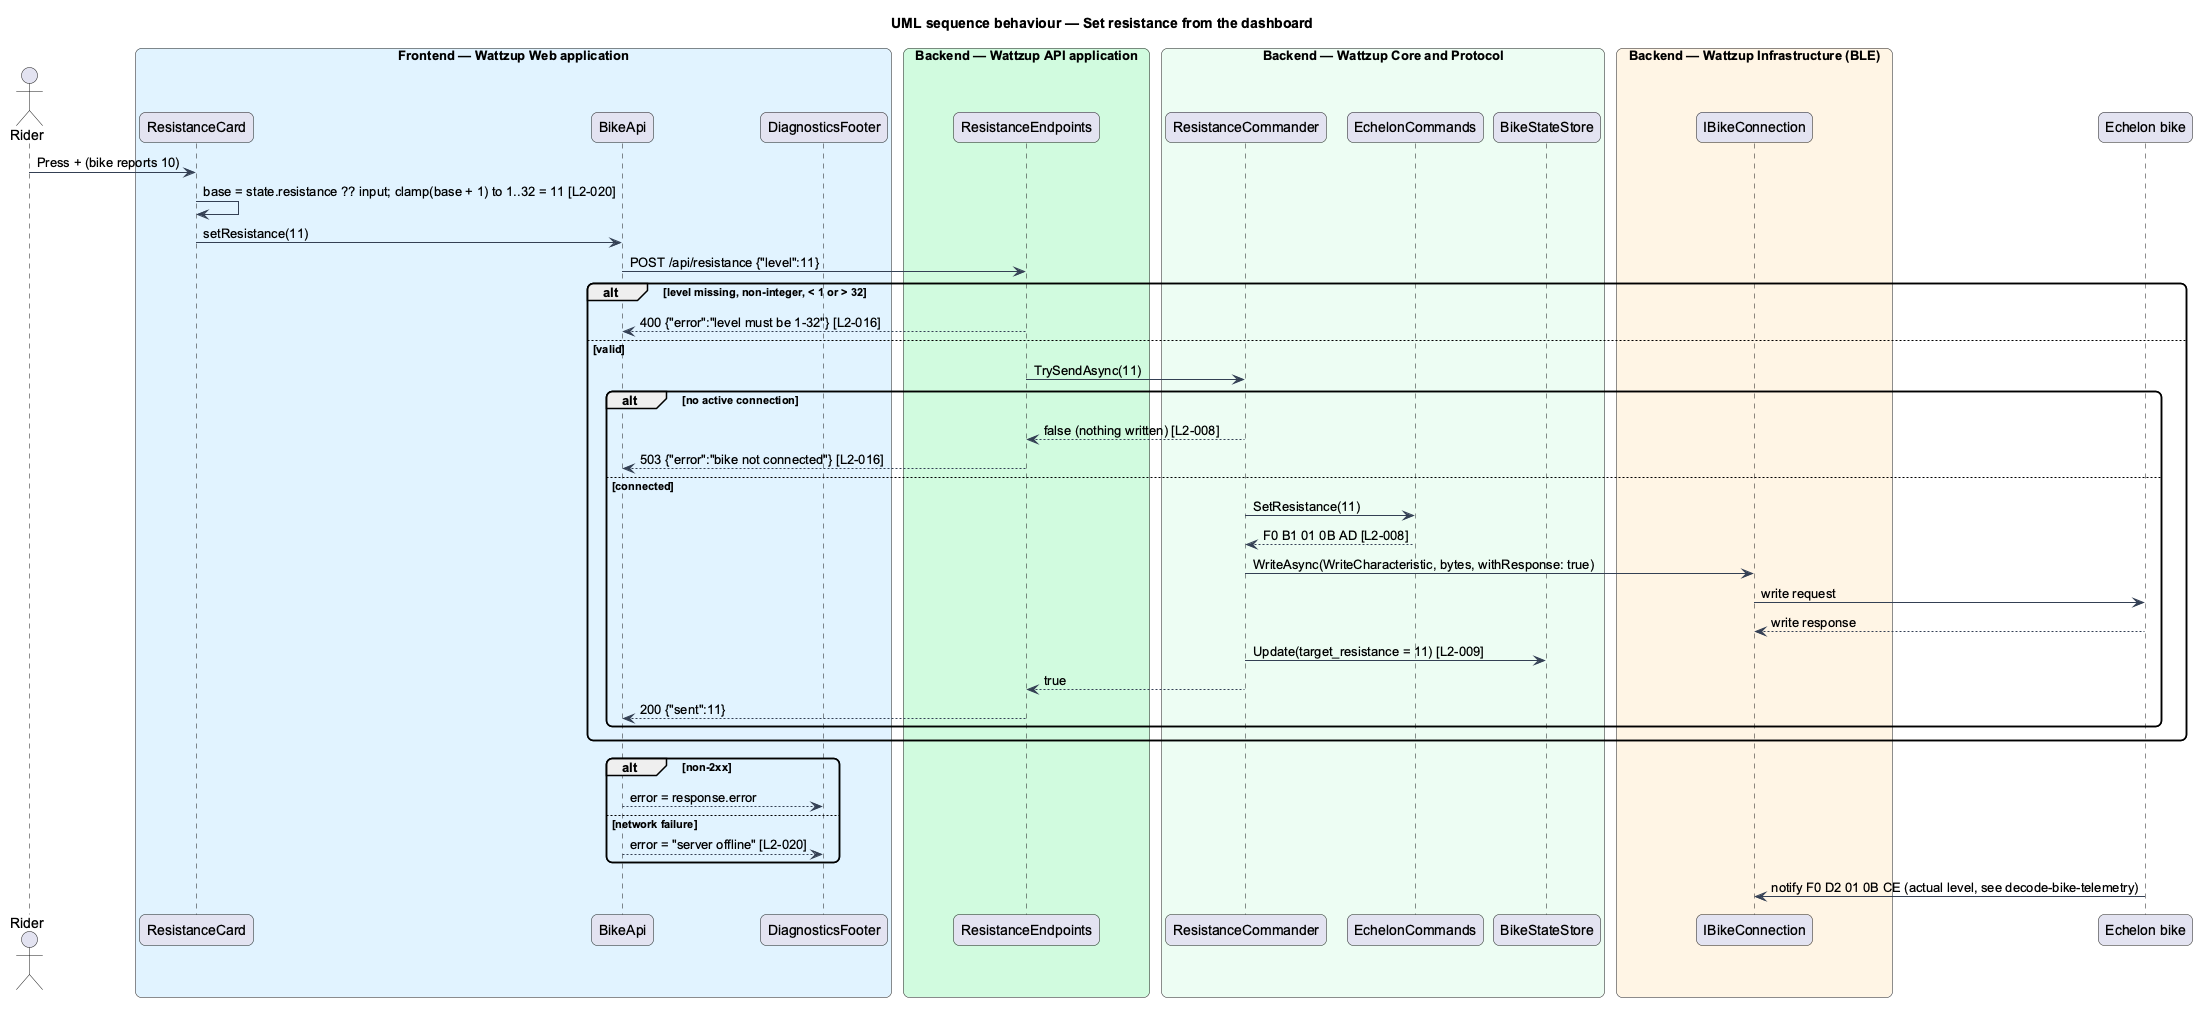 UML sequence behaviour — Set resistance from the dashboard
Frontend — Wattzup Web application
Backend — Wattzup API application
Backend — Wattzup Core and Protocol
Backend — Wattzup Infrastructure (BLE)
Rider
ResistanceCard
BikeApi
DiagnosticsFooter
ResistanceEndpoints
ResistanceCommander
EchelonCommands
BikeStateStore
IBikeConnection
Echelon bike
Press + (bike reports 10)
base = state.resistance ?? input; clamp(base + 1) to 1..32 = 11 [L2-020]
setResistance(11)
POST /api/resistance {"level":11}
alt
[level missing, non-integer, < 1 or > 32]
400 {"error":"level must be 1-32"} [L2-016]
[valid]
TrySendAsync(11)
alt
[no active connection]
false (nothing written) [L2-008]
503 {"error":"bike not connected"} [L2-016]
[connected]
SetResistance(11)
F0 B1 01 0B AD [L2-008]
WriteAsync(WriteCharacteristic, bytes, withResponse: true)
write request
write response
Update(target_resistance = 11) [L2-009]
true
200 {"sent":11}
alt
[non-2xx]
error = response.error
[network failure]
error = "server offline" [L2-020]
notify F0 D2 01 0B CE (actual level, see decode-bike-telemetry)
Rider
ResistanceCard
BikeApi
DiagnosticsFooter
ResistanceEndpoints
ResistanceCommander
EchelonCommands
BikeStateStore
IBikeConnection
Echelon bike